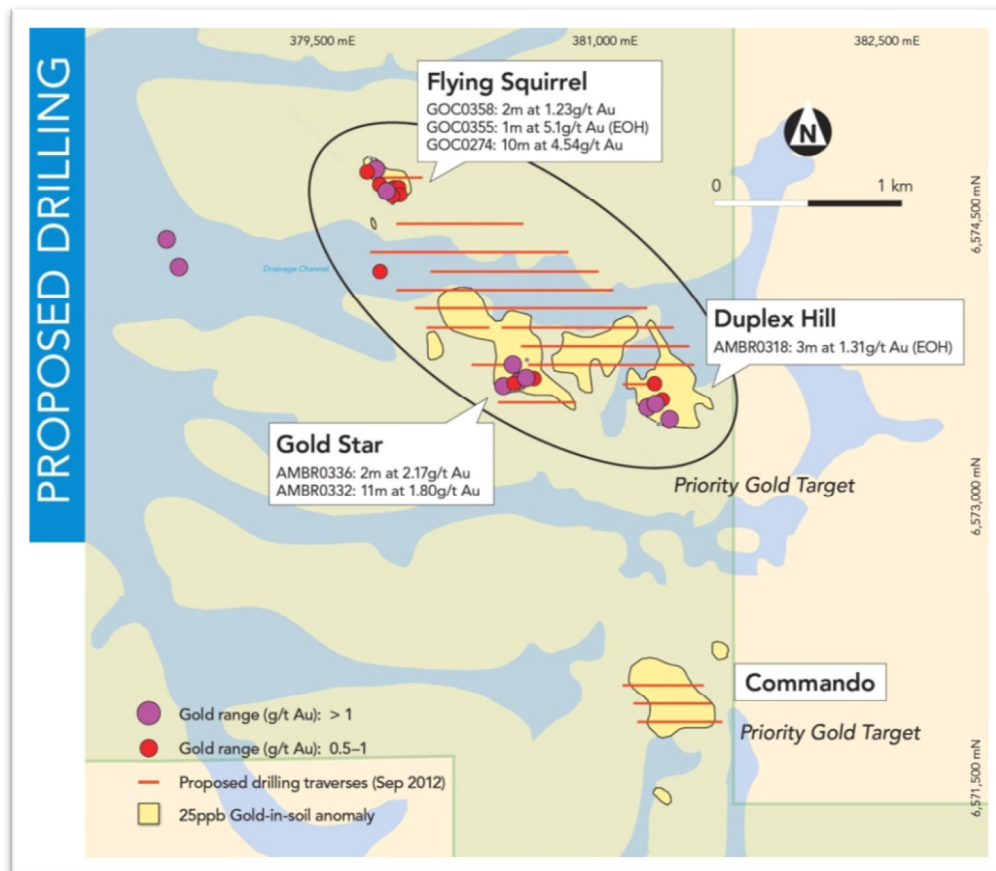 PROPOSED DRILLING
379,500 mE
381,000 mE
382,500 mE
Flying Squirrel
GOC0358: 2m at 1.23g/t Au
GOC0355: 1m at 5.1g/t Au (EOH)
GOC0274: 10m at 4.54g/t Au
N
0 1 km
6,574,500 mN
Drainage Channel
Duplex Hill
AMBR0318: 3m at 1.31g/t Au (EOH)
Gold Star
AMBR0336: 2m at 2.17g/t Au
AMBR0332: 11m at 1.80g/t Au
Priority Gold Target
6,573,000 mN
Commando
Priority Gold Target
6,571,500 mN
Gold range (g/t Au): > 1
Gold range (g/t Au): 0.5–1
Proposed drilling traverses (Sep 2012)
25ppb Gold-in-soil anomaly